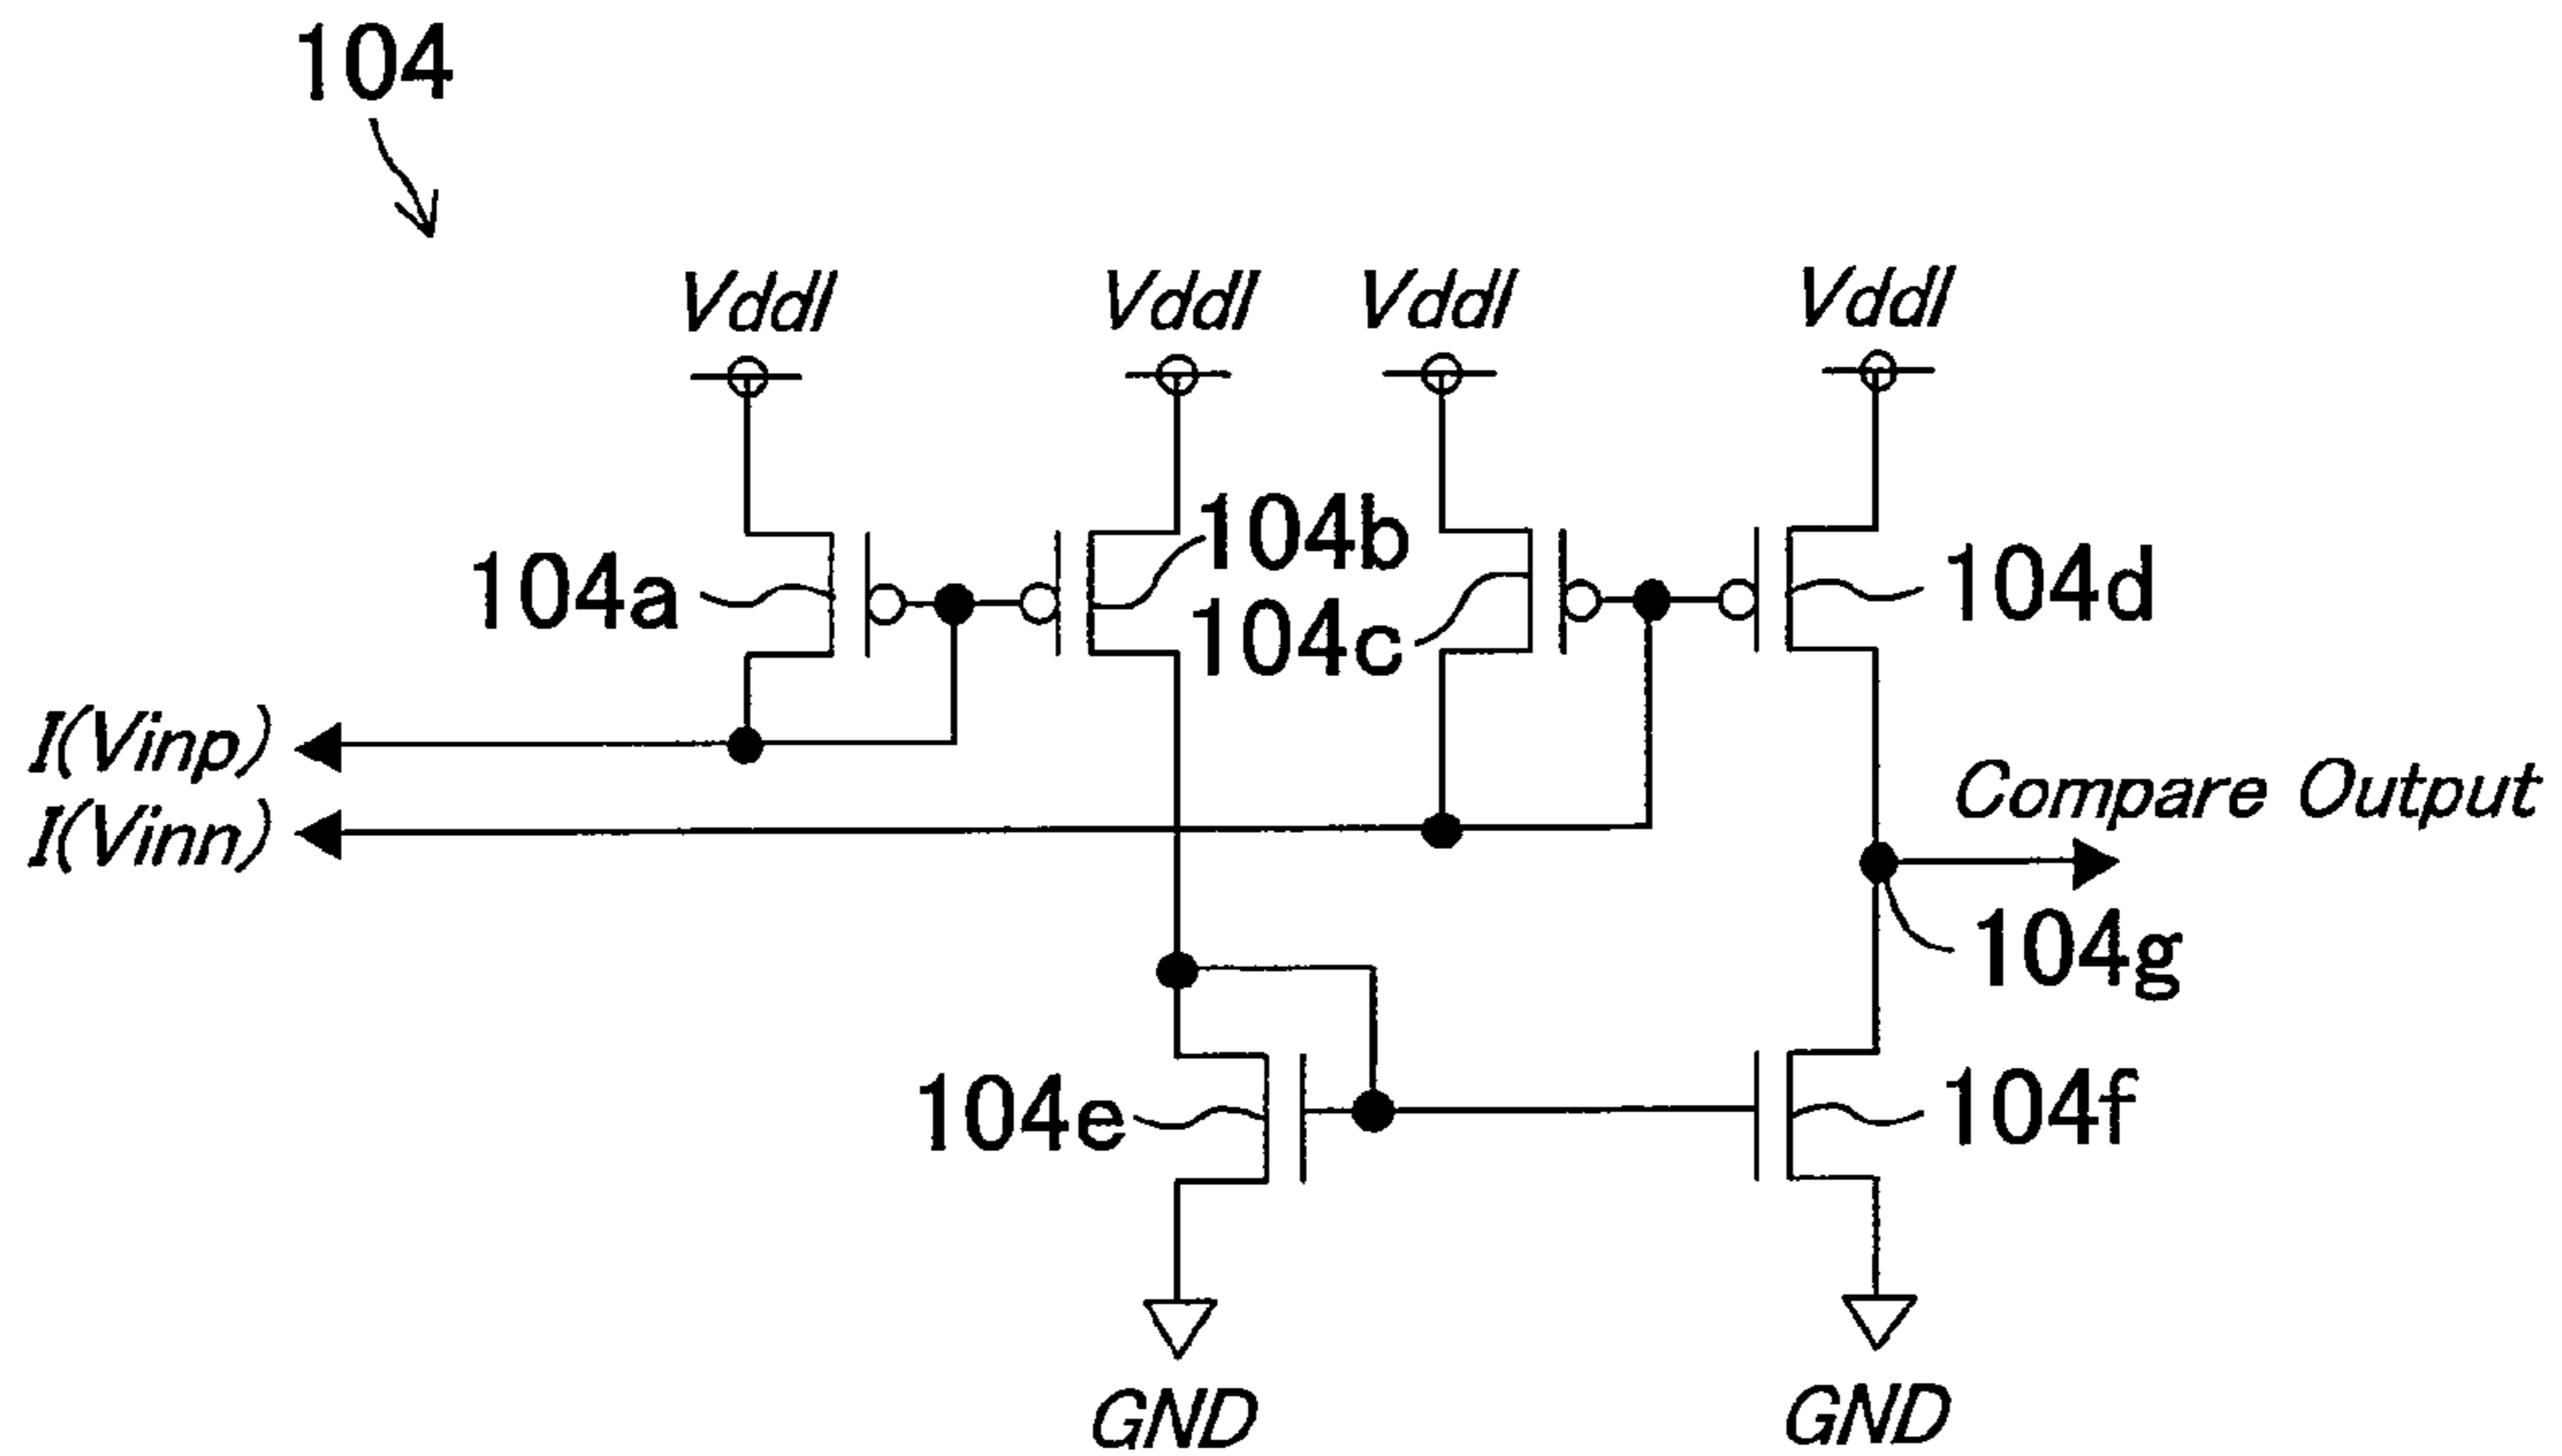 104
Vddl Vddl Vddl Vddl
104a
104b
104c
104d
I(Vinp)
I(Vinn)
Compare Output
104g
104e
104f
GND
GND